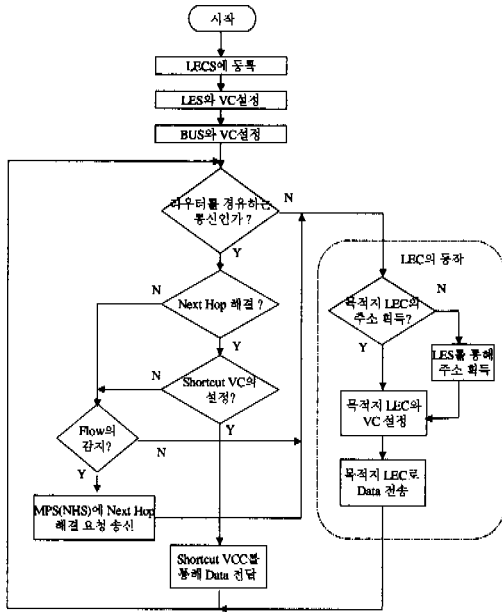 시작
LECS에 등록
LES와 VC설정
BUS와 VC설정
라우터를 경유하는
통신인가 ?
N
Y
LEC의 동작
Next Hop 해결 ?
N
Y
목적지 LEC의
주소 획득?
N
Y
LES를 통해
주소 획득
Shortcut VC의
설정?
N
Y
목적지 LEC와
VC 설정
Flow의
감지?
N
Y
목적지 LEC로
Data 전송
MPS(NHS)에 Next Hop
해결 요청 송신
Shortcut VCC를
통해 Data 전달